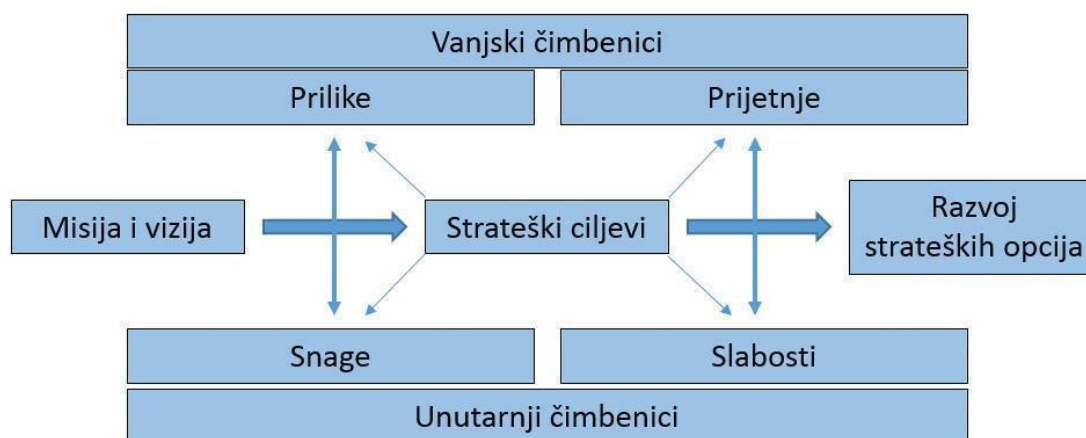 Vanjski čimbenici
Prilike
Prijetnje
Misija i vizija
Strateški ciljevi
Razvoj
strateških opcija
Snage
Slabosti
Unutarnji čimbenici